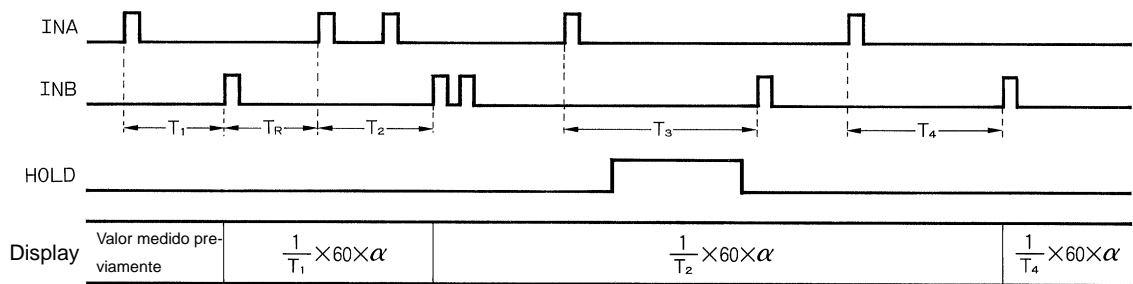 INA
INB
T₁ T_R T₂ T₃ T₄
HOLD
Display
Valor medido pre-
viamente
1/T₁ ×60×α
1/T₂ ×60×α
1/T₄ ×60×α